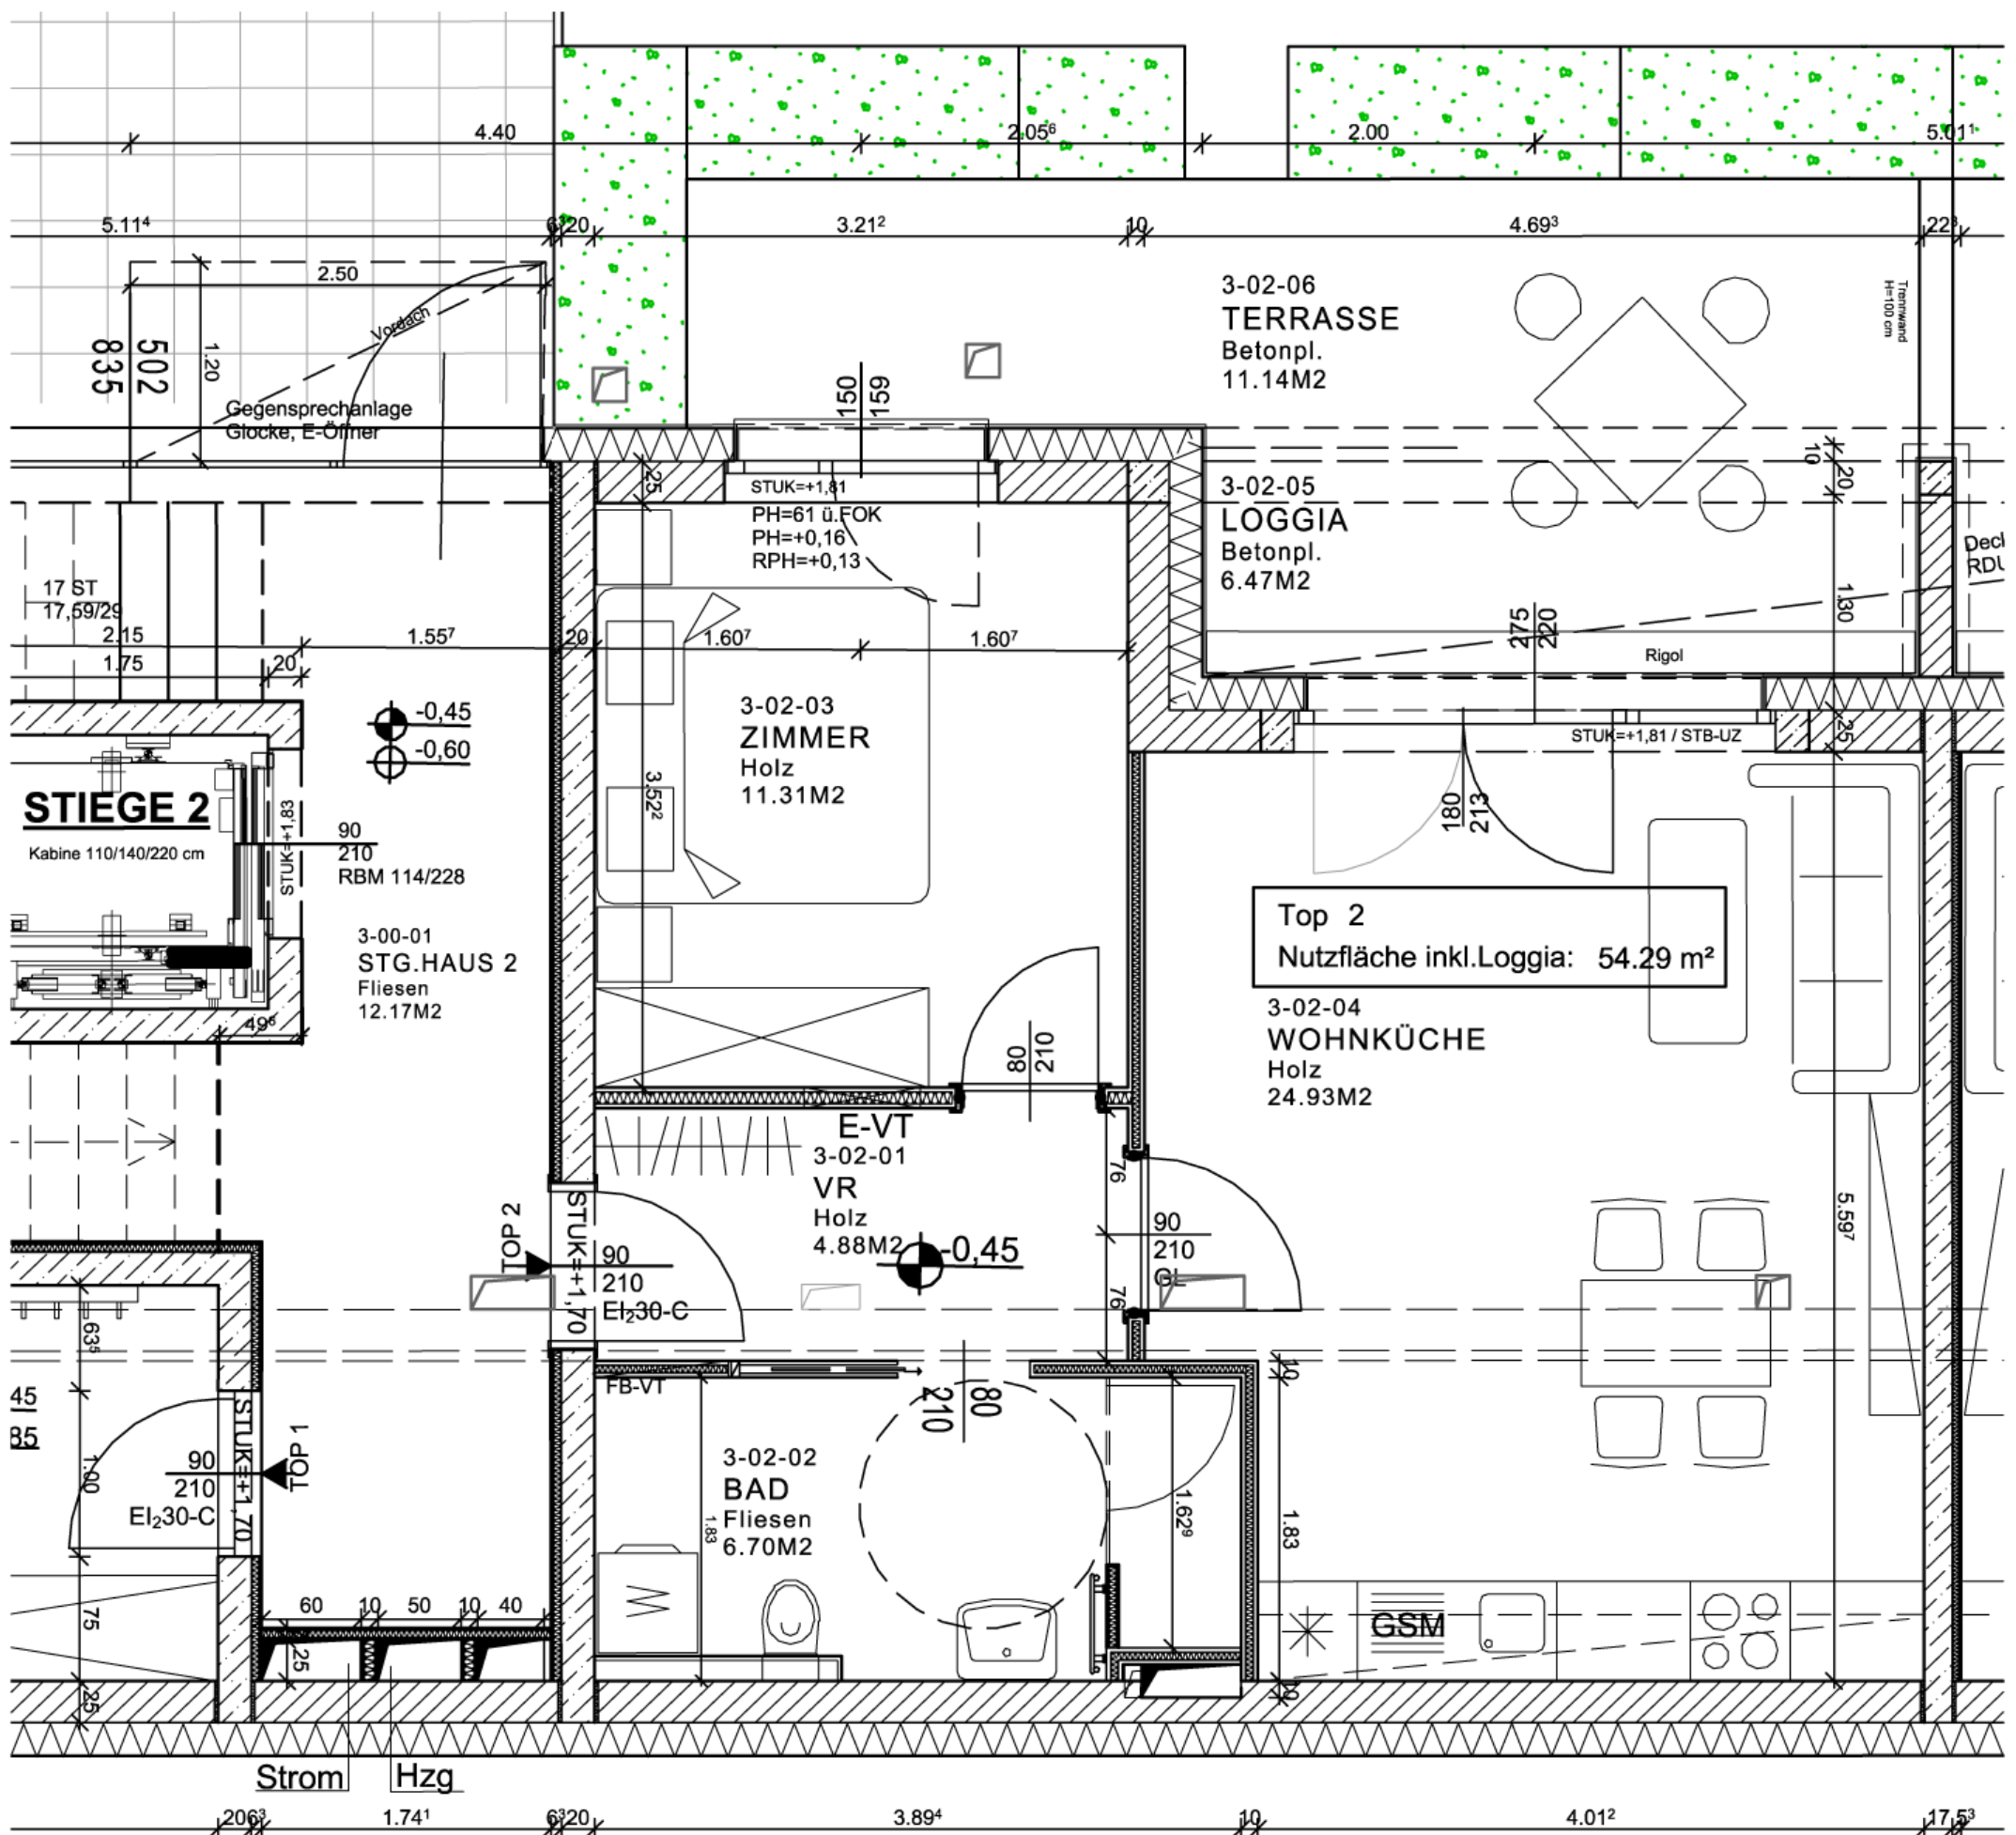 4.40
2.05⁶
2.00
5.01¹
5.11⁴
6³
20
3.21²
10
4.69³
22³
2.50
Vordach
502
835
1.20
Gegensprechanlage
Glocke, E-Öffner
3-02-06
TERRASSE
Betonpl.
11.14M2
Trennwand
H=100 cm
150
159
25
STUK=+1,81
PH=61 ü.FOK
PH=+0,16
RPH=+0,13
3-02-05
LOGGIA
Betonpl.
6.47M2
10
20
1.30
275
220
Rigol
17 ST
17,59/29
2.15
1.75
20
1.55⁷
20
1.60⁷
1.60⁷
-0,45
-0,60
3-02-03
ZIMMER
Holz
11.31M2
3.52²
STUK=+1,81 / STB-UZ
25
180
213
STIEGE 2
Kabine 110/140/220 cm
STUK=+1,83
90
210
RBM 114/228
3-00-01
STG.HAUS 2
Fliesen
12.17M2
49⁸
Top 2
Nutzfläche inkl.Loggia: 54.29 m²
3-02-04
WOHNKÜCHE
Holz
24.93M2
80
210
E-VT
3-02-01
VR
Holz
4.88M2
-0,45
76
76
90
210
GL
5.59⁷
TOP 2
STUK=+1,70
90
210
EI₂30-C
63⁵
45
85
1.00
75
25
90
210
EI₂30-C
STUK=+1,70
TOP 1
FB-VT
80
210
3-02-02
BAD
Fliesen
6.70M2
1.83
1.62⁹
10
1.83
10
GSM
60
10
50
10
40
25
Strom
Hzg
20
6³
1.74¹
6³
20
3.89⁴
10
4.01²
17.5³